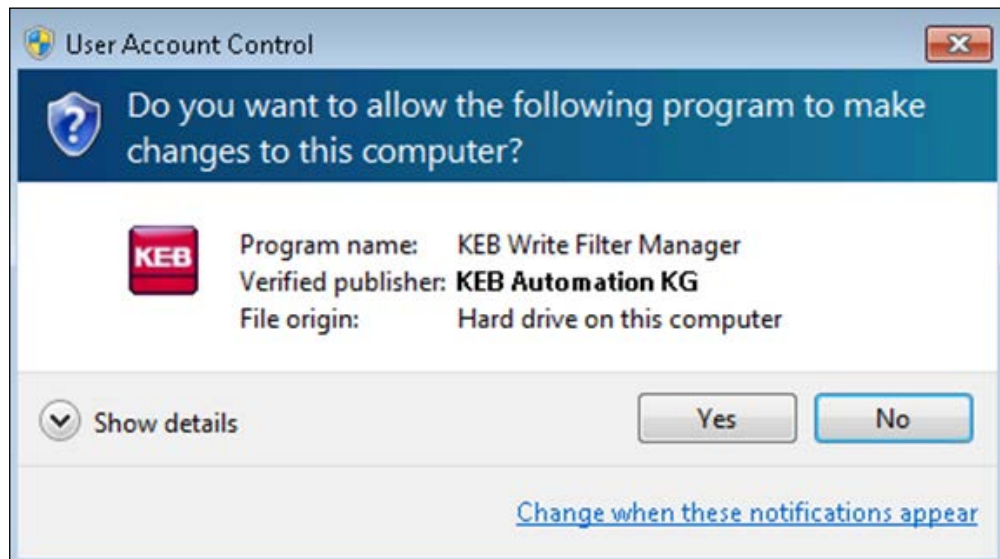 User Account Control
Do you want to allow the following program to make
changes to this computer?
KEB
Program name: KEB Write Filter Manager
Verified publisher: KEB Automation KG
File origin: Hard drive on this computer
Show details
Yes
No
Change when these notifications appear